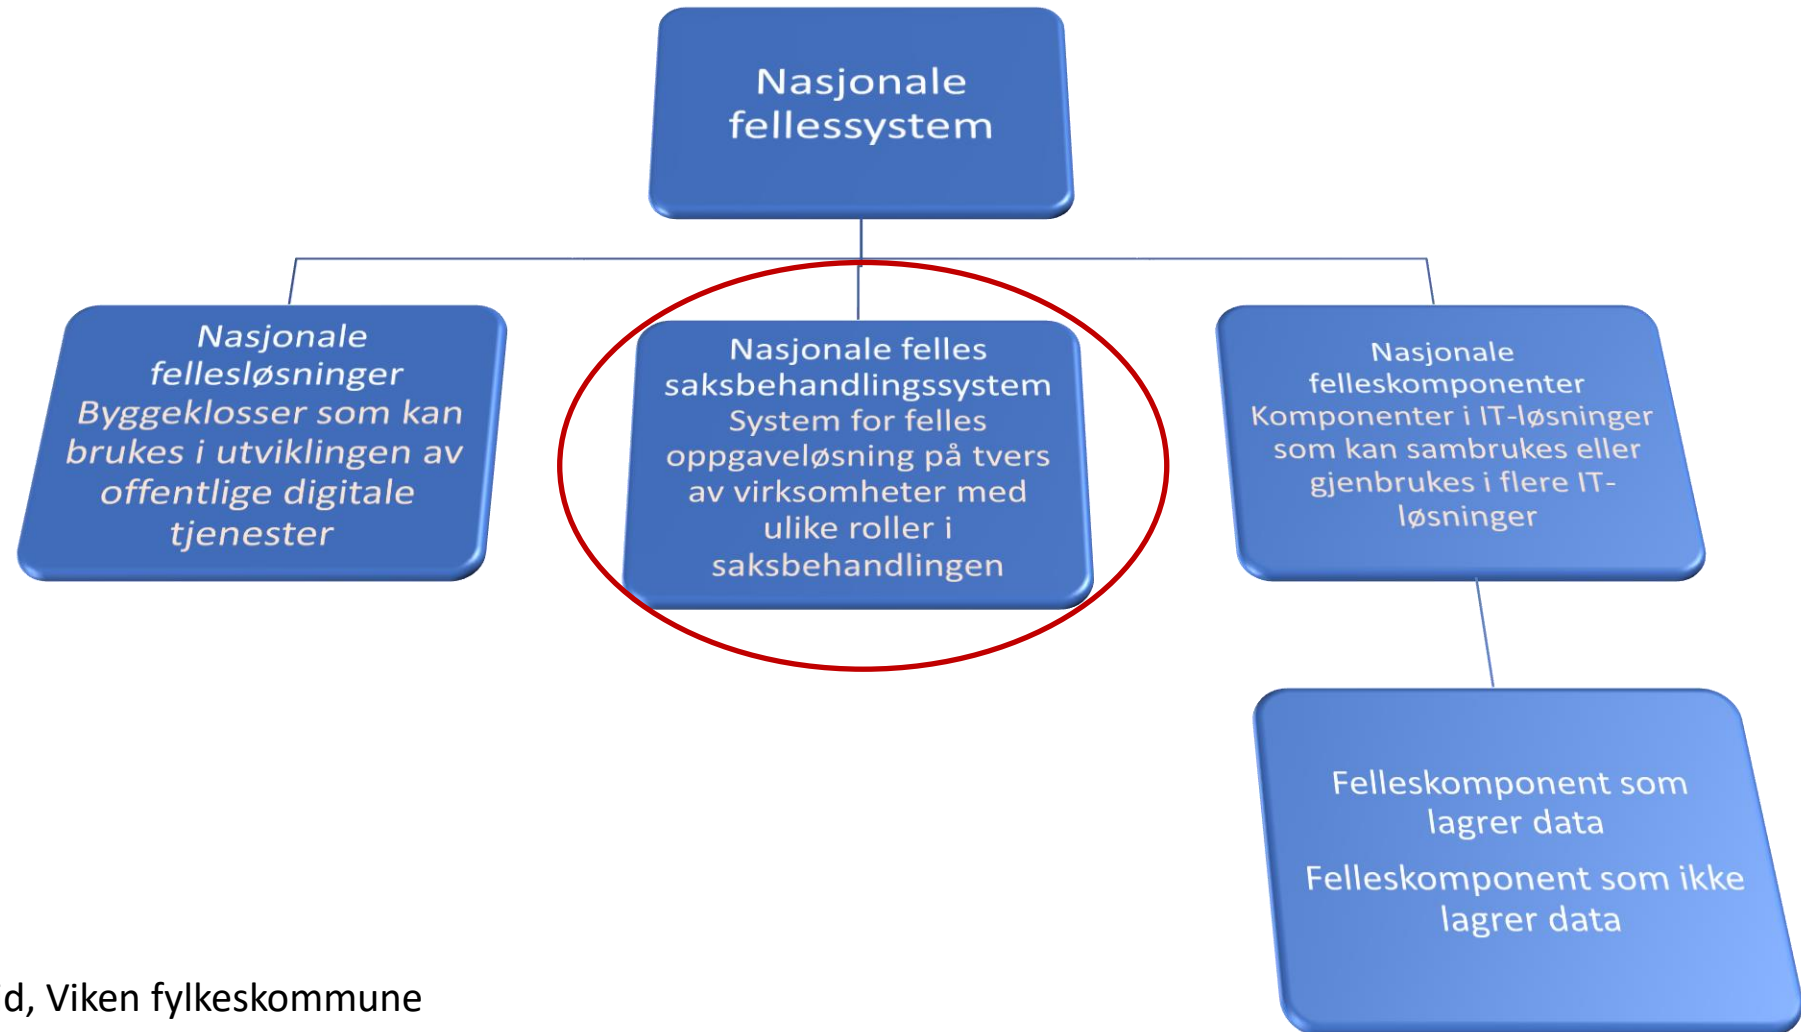 Nasjonale
fellessystem
Nasjonale
fellesløsninger
Byggeklosser som kan
brukes i utviklingen av
offentlige digitale
tjenester
Nasjonale felles
saksbehandlingssystem
System for felles
oppgaveløsning på tvers
av virksomheter med
ulike roller i
saksbehandlingen
Nasjonale
felleskomponenter
Komponenter i IT-løsninger
som kan sambrukes eller
gjenbrukes i flere IT-
løsninger
Felleskomponent som
lagrer data
Felleskomponent som ikke
lagrer data
d, Viken fylkeskommune